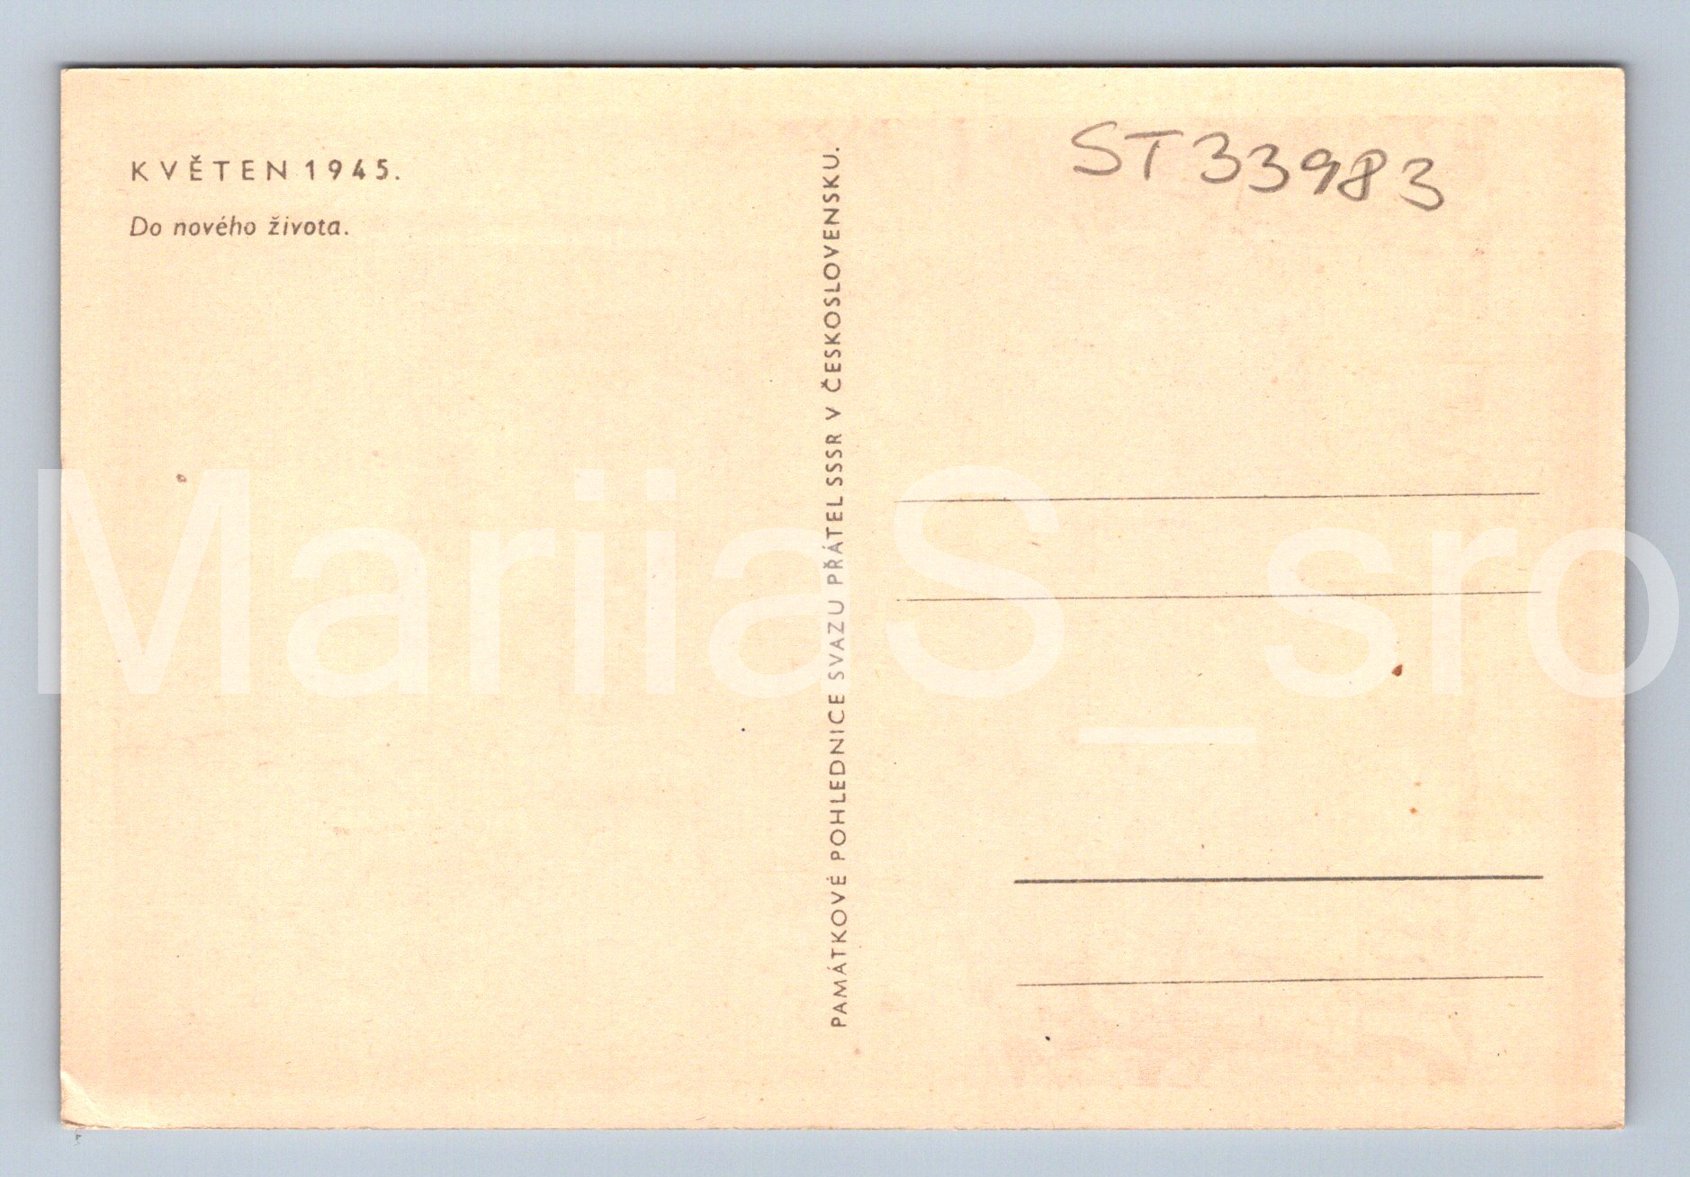 KVĚTEN 1945.
Do nového života.
PAMÁTKOVÉ POHLEDNICE SVAZU PŘÁTEL SSSR V ČESKOSLOVENSKU.
ST33983
MariiaS_sro